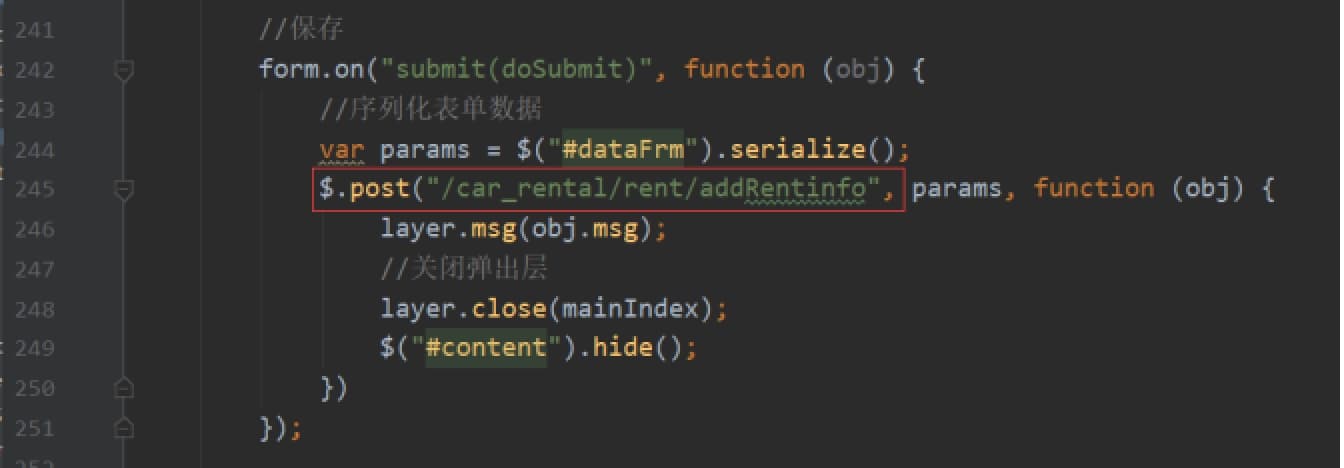 241 //保存
242 form.on("submit(doSubmit)", function (obj) {
243 //序列化表单数据
244 var params = $("#dataFrm").serialize();
245 $.post("/car_rental/rent/addRentinfo", params, function (obj) {
246 layer.msg(obj.msg);
247 //关闭弹出层
248 layer.close(mainIndex);
249 $("#content").hide();
250 })
251 });